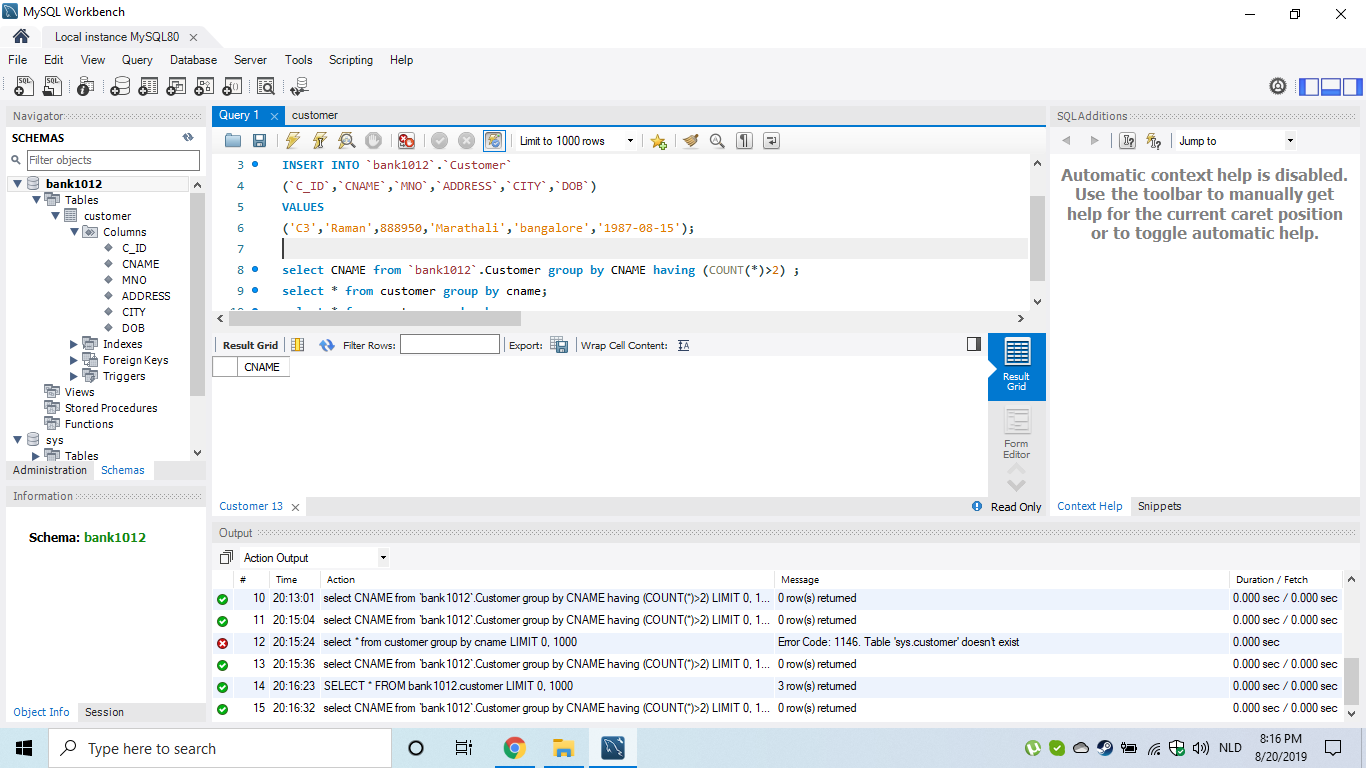 MySQL Workbench
Local instance MySQL80
File Edit View Query Database Server Tools Scripting Help
Navigator
SCHEMAS
Filter objects
bank1012
Tables
customer
Columns
C_ID
CNAME
MNO
ADDRESS
CITY
DOB
Indexes
Foreign Keys
Triggers
Views
Stored Procedures
Functions
sys
Tables
Administration Schemas
Information
Schema: bank1012
Object Info Session
Query 1 customer
Limit to 1000 rows
3 INSERT INTO `bank1012`.`Customer`
4 (`C_ID`,`CNAME`,`MNO`,`ADDRESS`,`CITY`,`DOB`)
5 VALUES
6 ('C3','Raman',888950,'Marathali','bangalore','1987-08-15');
7
8 select CNAME from `bank1012`.Customer group by CNAME having (COUNT(*)>2) ;
9 select * from customer group by cname;
Result Grid Filter Rows: Export: Wrap Cell Content:
CNAME
Result Grid
Form Editor
Customer 13
Read Only
SQLAdditions
Jump to
Automatic context help is disabled.
Use the toolbar to manually get
help for the current caret position
or to toggle automatic help.
Context Help Snippets
Output
Action Output
# Time Action Message Duration / Fetch
10 20:13:01 select CNAME from `bank1012`.Customer group by CNAME having (COUNT(*)>2) LIMIT 0, 1... 0 row(s) returned 0.000 sec / 0.000 sec
11 20:15:04 select CNAME from `bank1012`.Customer group by CNAME having (COUNT(*)>2) LIMIT 0, 1... 0 row(s) returned 0.000 sec / 0.000 sec
12 20:15:24 select * from customer group by cname LIMIT 0, 1000 Error Code: 1146. Table 'sys.customer' doesn't exist 0.000 sec
13 20:15:36 select CNAME from `bank1012`.Customer group by CNAME having (COUNT(*)>2) LIMIT 0, 1... 0 row(s) returned 0.000 sec / 0.000 sec
14 20:16:23 SELECT * FROM bank1012.customer LIMIT 0, 1000 3 row(s) returned 0.000 sec / 0.000 sec
15 20:16:32 select CNAME from `bank1012`.Customer group by CNAME having (COUNT(*)>2) LIMIT 0, 1... 0 row(s) returned 0.000 sec / 0.000 sec
Type here to search
NLD
8:16 PM
8/20/2019